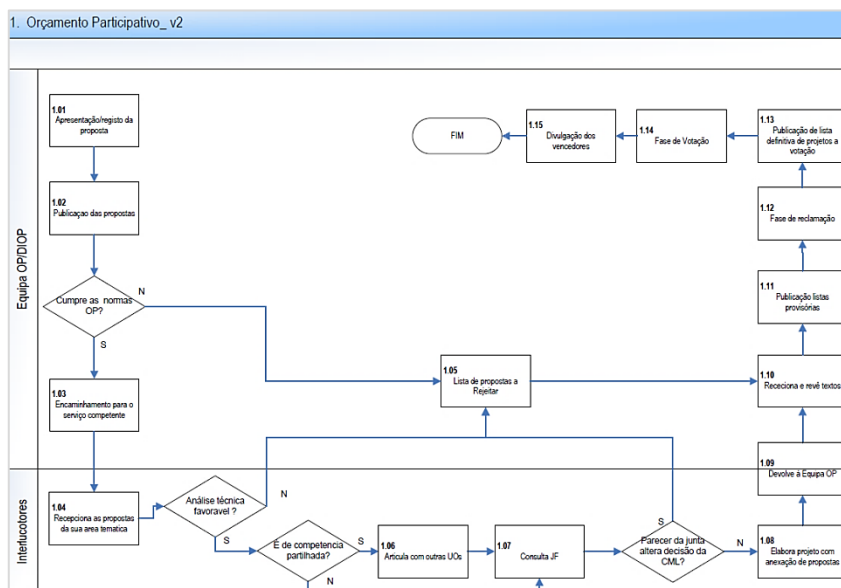 1. Orçamento Participativo_ v2
Equipa OP/DIOP
1.01
Apresentação/registo da
proposta
1.02
Publicaçao das propostas
Cumpre as normas
OP?
N
S
1.03
Encaminhamento para o
serviço competente
FIM
1.15
Divulgação dos
vencedores
1.14
Fase de Votação
1.13
Publicação de lista
definitiva de projetos a
votação
1.12
Fase de reclamação
1.11
Publicação listas
provisórias
1.05
Lista de propostas a
Rejeitar
1.10
Receciona e revê textos
1.09
Devolve à Equipa OP
Interlucotores
1.04
Recepciona as propostas
da sua area tematica
Análise técnica
favoravel ?
N
S
É de competencia
partilhada?
S
N
1.06
Articula com outras UOs
1.07
Consulta JF
S
Parecer da junta
altera decisão da
CML?
N
1.08
Elabora projeto com
anexação de propostas